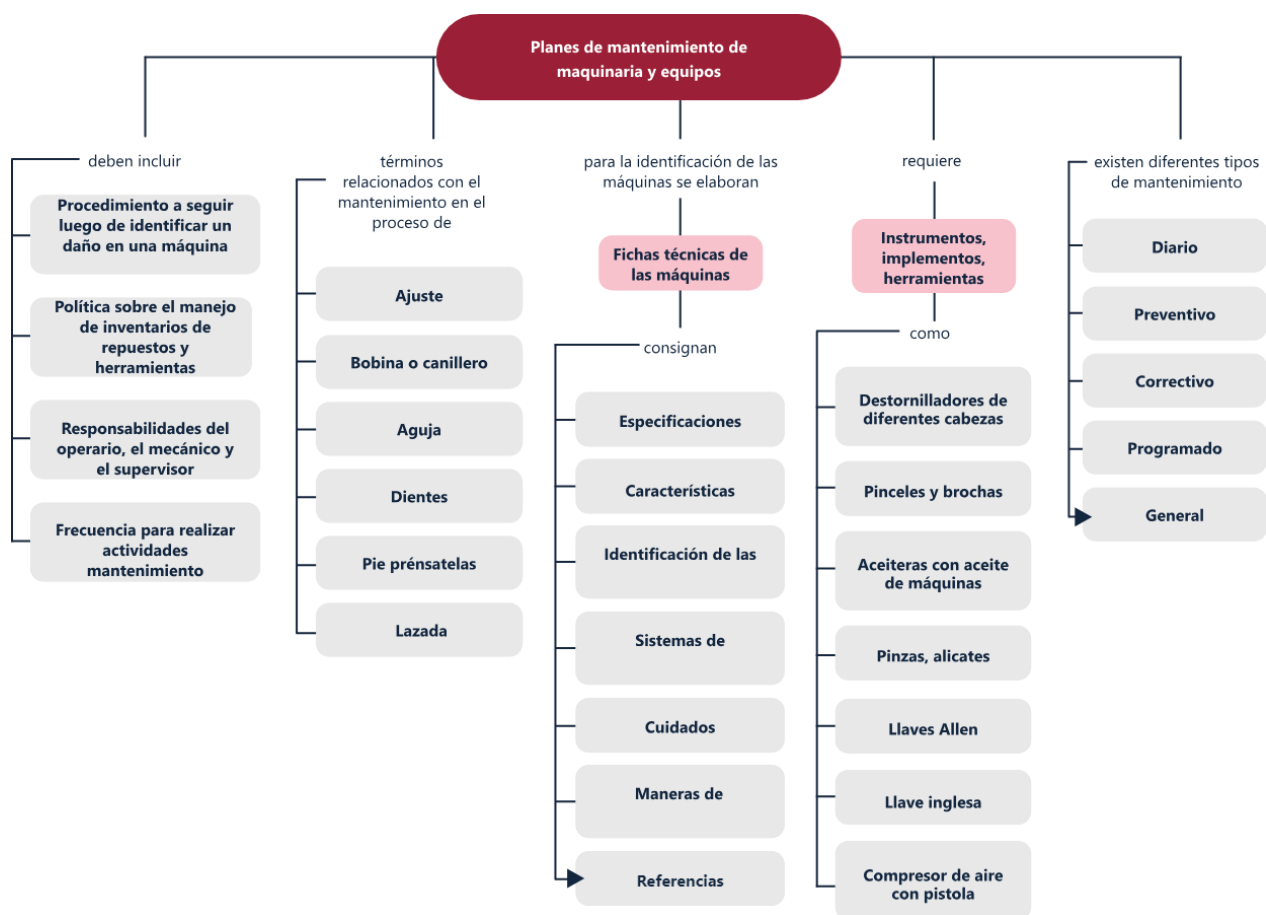 Planes de mantenimiento de
maquinaria y equipos
deben incluir
Procedimiento a seguir
luego de identificar un
daño en una máquina
Política sobre el manejo
de inventarios de
repuestos y
herramientas
Responsabilidades del
operario, el mecánico y
el supervisor
Frecuencia para realizar
actividades
mantenimiento
términos
relacionados con el
mantenimiento en el
proceso de
Ajuste
Bobina o canillero
Aguja
Dientes
Pie prénsatelas
Lazada
para la identificación de las
máquinas se elaboran
Fichas técnicas de
las máquinas
consignan
Especificaciones
Características
Identificación de las
Sistemas de
Cuidados
Maneras de
Referencias
requiere
Instrumentos,
implementos,
herramientas
como
Destornilladores de
diferentes cabezas
Pinceles y brochas
Aceiteras con aceite
de máquinas
Pinzas, alicates
Llaves Allen
Llave inglesa
Compresor de aire
con pistola
existen diferentes tipos
de mantenimiento
Diario
Preventivo
Correctivo
Programado
General